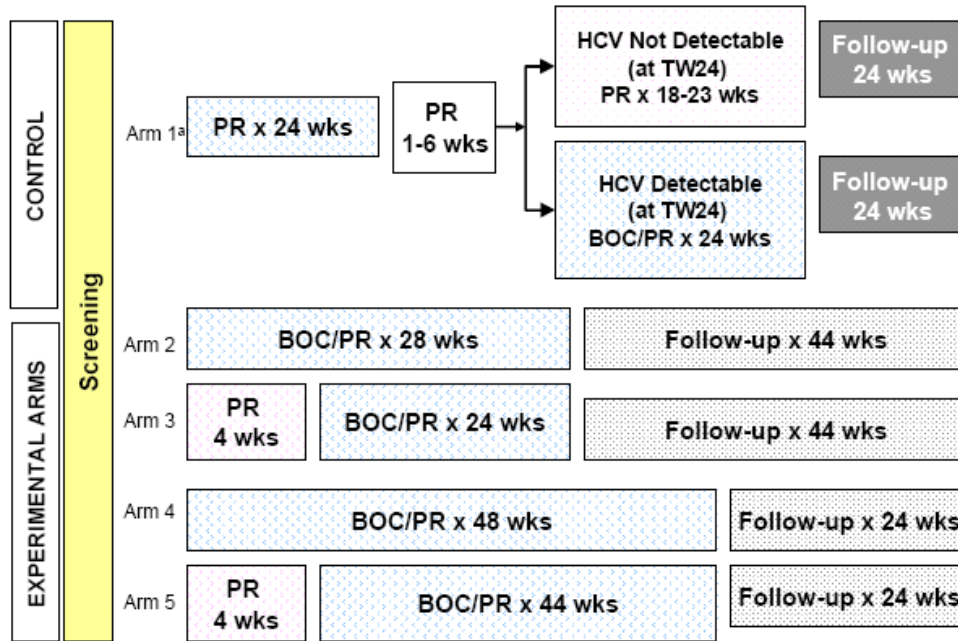 CONTROL
EXPERIMENTAL ARMS
Screening
Arm 1a
PR x 24 wks
PR
1-6 wks
HCV Not Detectable
(at TW24)
PR x 18-23 wks
Follow-up
24 wks
HCV Detectable
(at TW24)
BOC/PR x 24 wks
Follow-up
24 wks
Arm 2
BOC/PR x 28 wks
Follow-up x 44 wks
Arm 3
PR
4 wks
BOC/PR x 24 wks
Follow-up x 44 wks
Arm 4
BOC/PR x 48 wks
Follow-up x 24 wks
Arm 5
PR
4 wks
BOC/PR x 44 wks
Follow-up x 24 wks